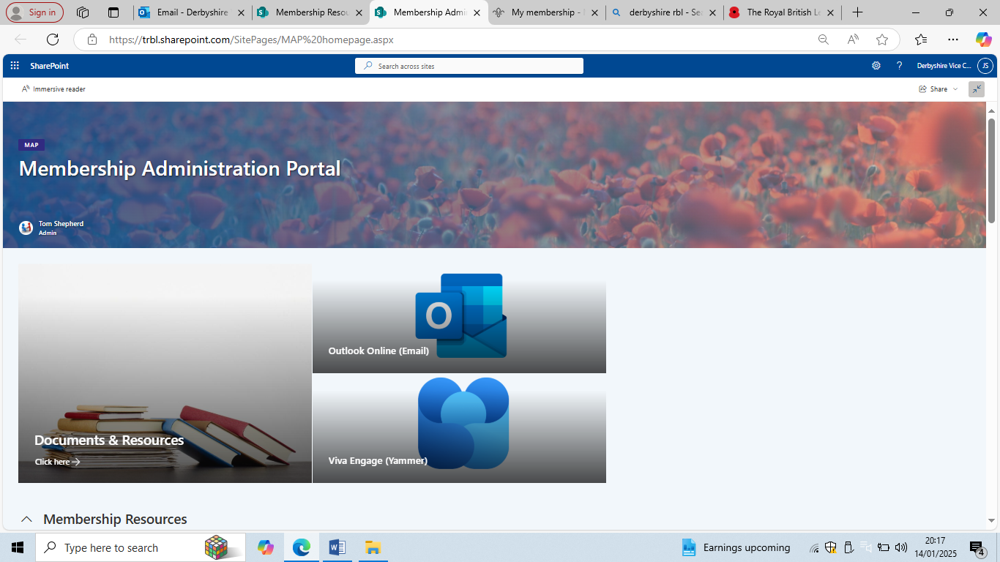 Sign in
Email - Derbyshire
Membership Resou
Membership Admi
My membership -
derbyshire rbl - Sea
The Royal British Le
https://trbl.sharepoint.com/SitePages/MAP%20homepage.aspx
SharePoint
Search across sites
Derbyshire Vice C...
JS
Immersive reader
Share
MAP
Membership Administration Portal
Tom Shepherd
Admin
Outlook Online (Email)
Documents & Resources
Click here
Viva Engage (Yammer)
Membership Resources
Type here to search
Earnings upcoming
20:17
14/01/2025
4